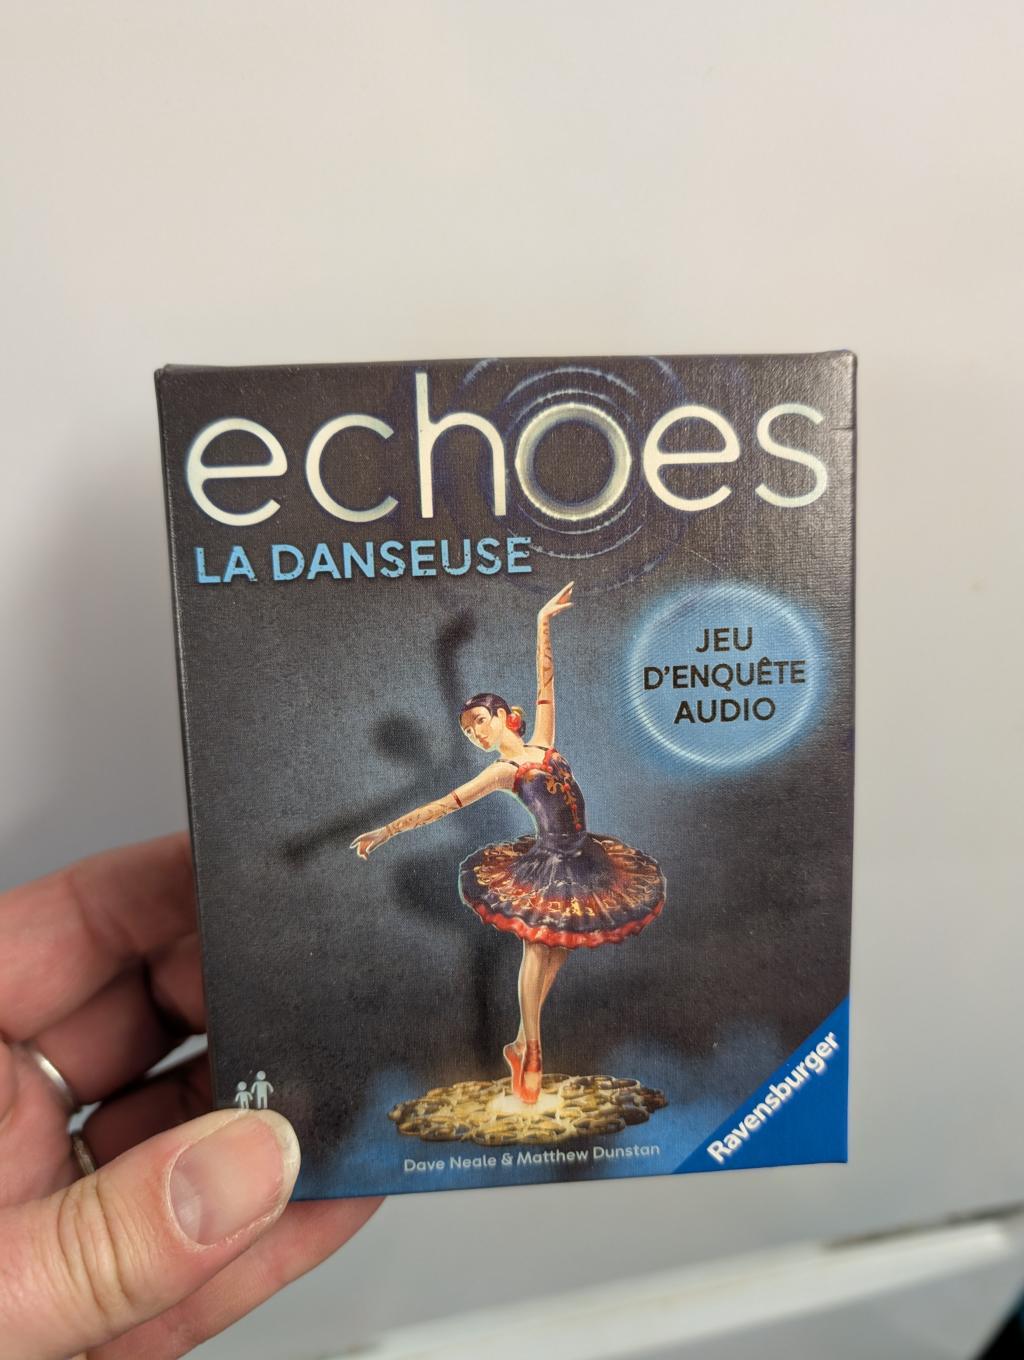 echoes
LA DANSEUSE
JEU
D'ENQUÊTE
AUDIO
Ravensburger
Dave Neale & Matthew Dunstan